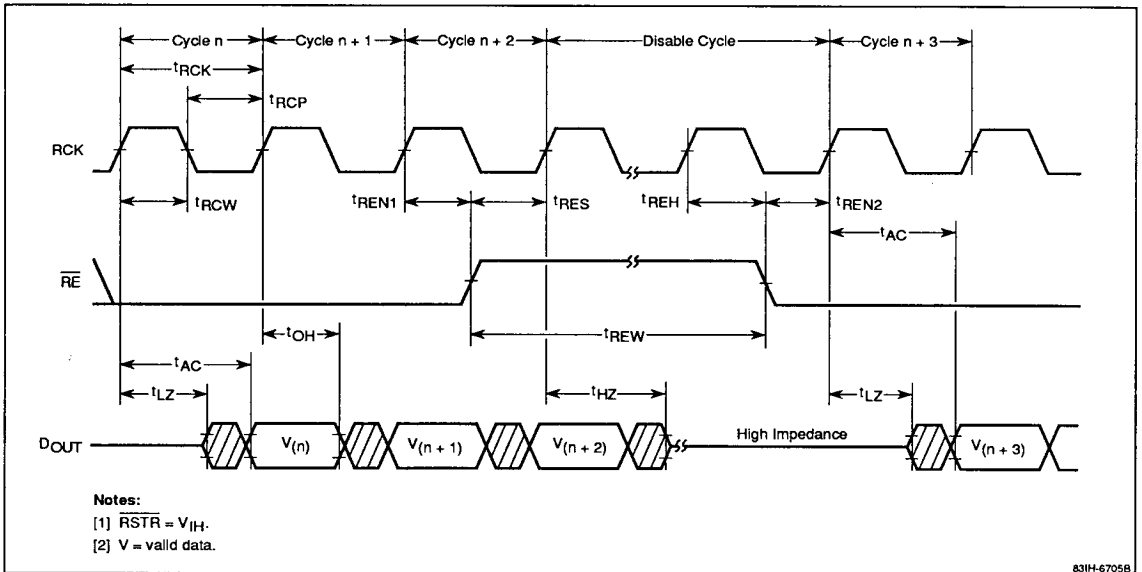 Cycle n Cycle n + 1 Cycle n + 2 Disable Cycle Cycle n + 3
tRCK
tRCP
RCK
tRCW tREN1 tRES tREH tREN2
tAC
RE
tOH tREW
tAC
tLZ tHZ tLZ
DOUT V(n) V(n + 1) V(n + 2) High Impedance V(n + 3)
Notes:
[1] RSTR = VIH.
[2] V = valid data.
83IH-6705B